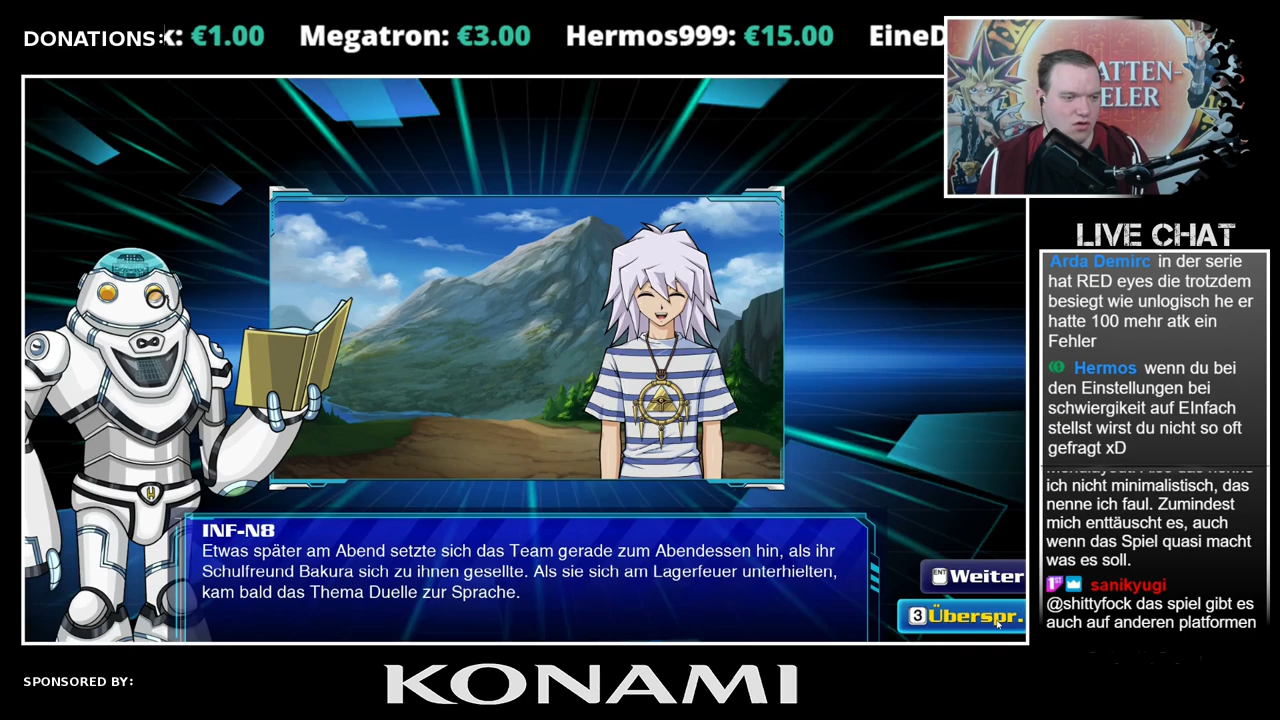 DONATIONS: k: €1.00 Megatron: €3.00 Hermos999: €15.00 EineD
ATTEN-
ELER
LIVE CHAT
Arda Demirc in der serie
hat RED eyes die trotzdem
besiegt wie unlogisch he er
hatte 100 mehr atk ein
Fehler
Hermos wenn du bei
den Einstellungen bei
schwierigkeit auf EInfach
stellst wirst du nicht so oft
gefragt xD
ich nicht minimalistisch, das
nenne ich faul. Zumindest
mich enttäuscht es, auch
wenn das Spiel quasi macht
was es soll.
1ST sanikyugi
@shittyfock das spiel gibt es
auch auf anderen platformen
INF-N8
Etwas später am Abend setzte sich das Team gerade zum Abendessen hin, als ihr
Schulfreund Bakura sich zu ihnen gesellte. Als sie sich am Lagerfeuer unterhielten,
kam bald das Thema Duelle zur Sprache.
ENT Weiter
3 Überspr.
SPONSORED BY:
KONAMI